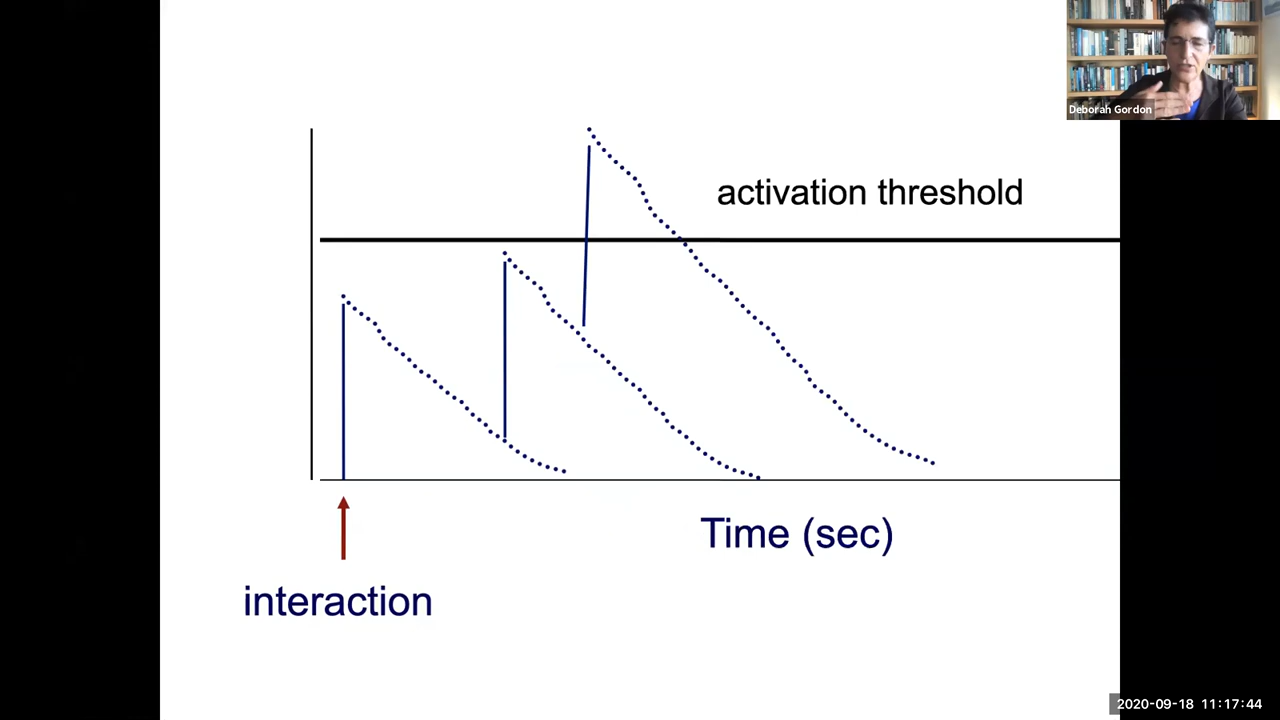 Deborah Gordon
activation threshold
Time (sec)
interaction
2020-09-18 11:17:44